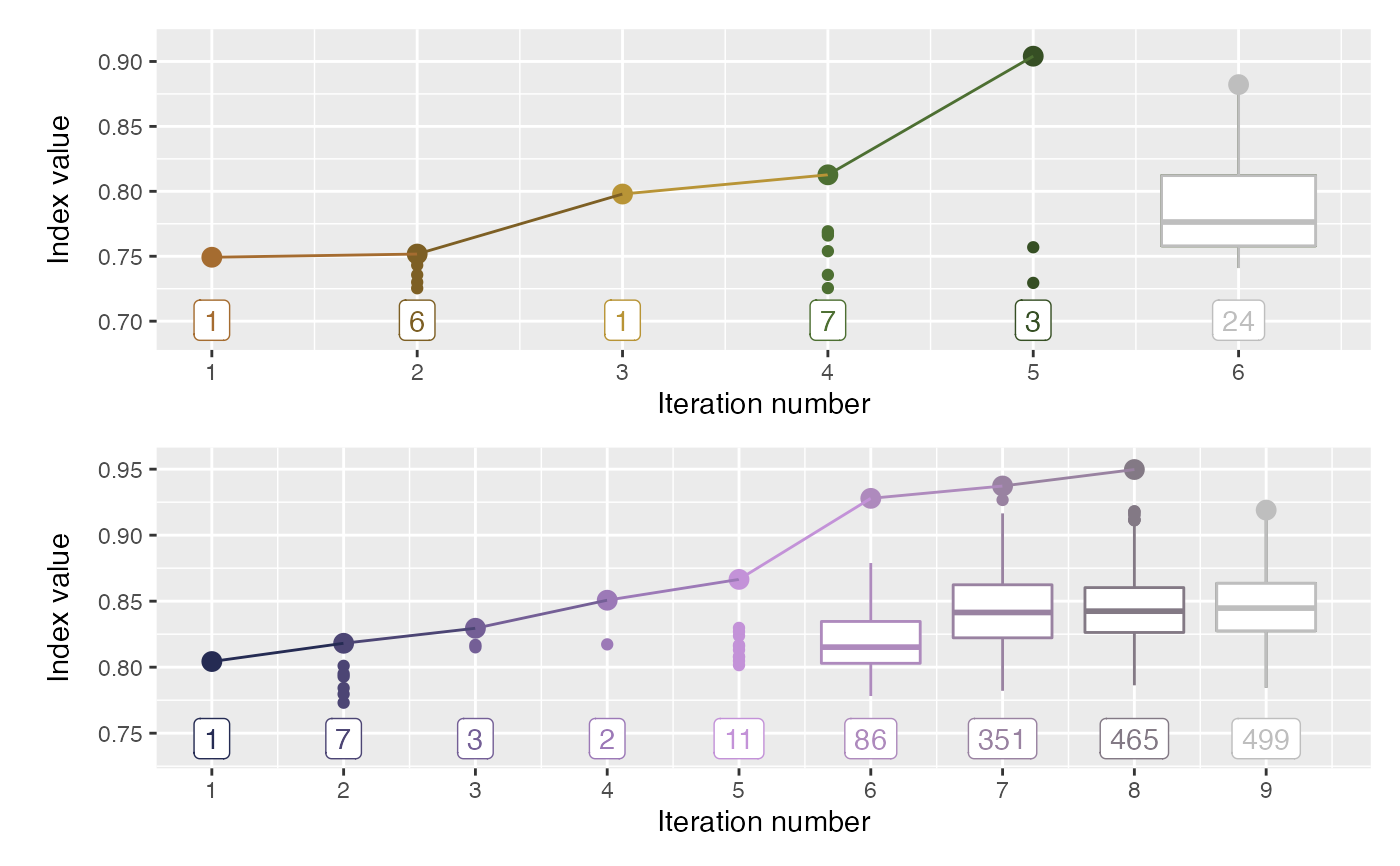 Index value
0.90
0.85
0.80
0.75
0.70
1 6 1 7 3 24
1 2 3 4 5 6
Iteration number
Index value
0.95
0.90
0.85
0.80
0.75
1 7 3 2 11 86 351 465 499
1 2 3 4 5 6 7 8 9
Iteration number